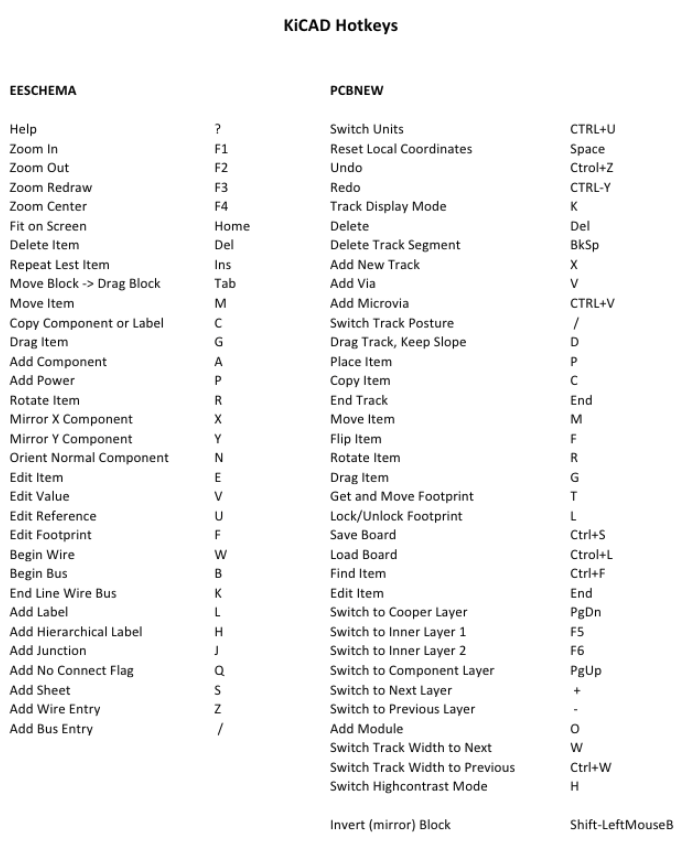 KiCAD Hotkeys
EESCHEMA PCBNEW
Help ? Switch Units CTRL+U
Zoom In F1 Reset Local Coordinates Space
Zoom Out F2 Undo Ctrol+Z
Zoom Redraw F3 Redo CTRL-Y
Zoom Center F4 Track Display Mode K
Fit on Screen Home Delete Del
Delete Item Del Delete Track Segment BkSp
Repeat Lest Item Ins Add New Track X
Move Block -> Drag Block Tab Add Via V
Move Item M Add Microvia CTRL+V
Copy Component or Label C Switch Track Posture /
Drag Item G Drag Track, Keep Slope D
Add Component A Place Item P
Add Power P Copy Item C
Rotate Item R End Track End
Mirror X Component X Move Item M
Mirror Y Component Y Flip Item F
Orient Normal Component N Rotate Item R
Edit Item E Drag Item G
Edit Value V Get and Move Footprint T
Edit Reference U Lock/Unlock Footprint L
Edit Footprint F Save Board Ctrl+S
Begin Wire W Load Board Ctrol+L
Begin Bus B Find Item Ctrl+F
End Line Wire Bus K Edit Item End
Add Label L Switch to Cooper Layer PgDn
Add Hierarchical Label H Switch to Inner Layer 1 F5
Add Junction J Switch to Inner Layer 2 F6
Add No Connect Flag Q Switch to Component Layer PgUp
Add Sheet S Switch to Next Layer +
Add Wire Entry Z Switch to Previous Layer -
Add Bus Entry / Add Module O
Switch Track Width to Next W
Switch Track Width to Previous Ctrl+W
Switch Highcontrast Mode H
Invert (mirror) Block Shift-LeftMouseB